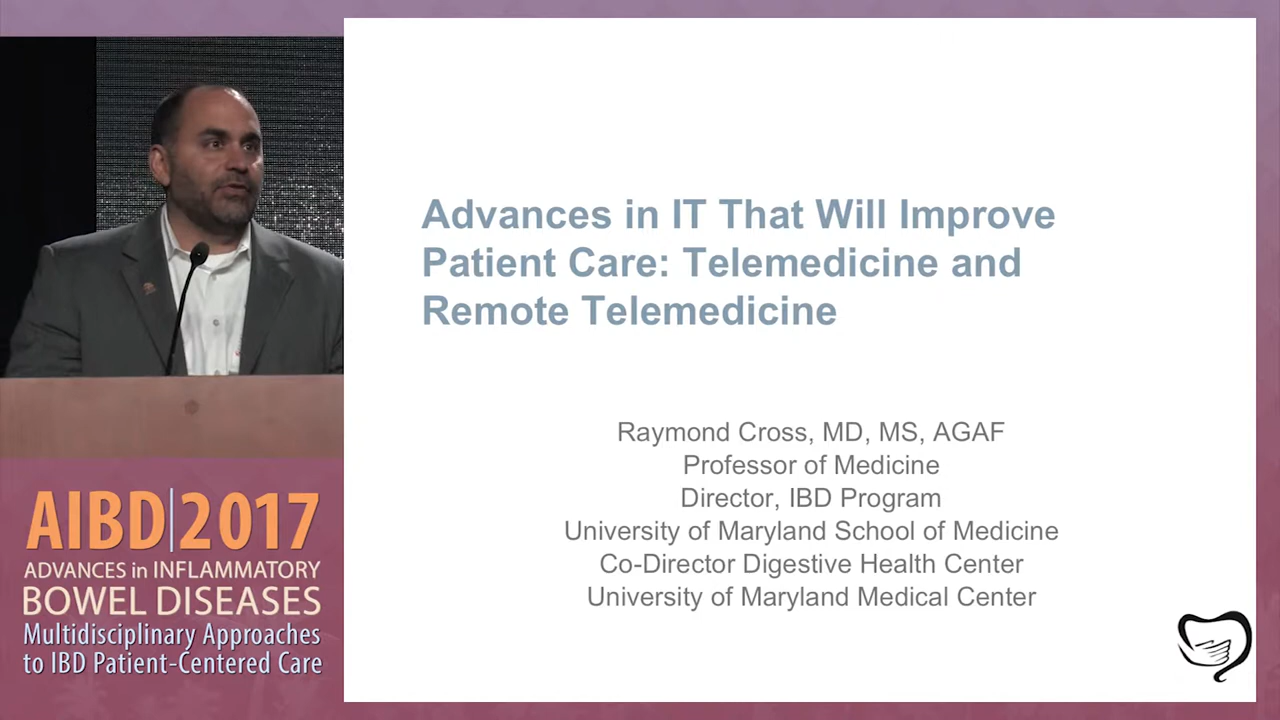 Advances in IT That Will Improve
Patient Care: Telemedicine and
Remote Telemedicine
Raymond Cross, MD, MS, AGAF
Professor of Medicine
Director, IBD Program
University of Maryland School of Medicine
Co-Director Digestive Health Center
University of Maryland Medical Center
AIBD|2017
ADVANCES in INFLAMMATORY
BOWEL DISEASES
Multidisciplinary Approaches
to IBD Patient-Centered Care